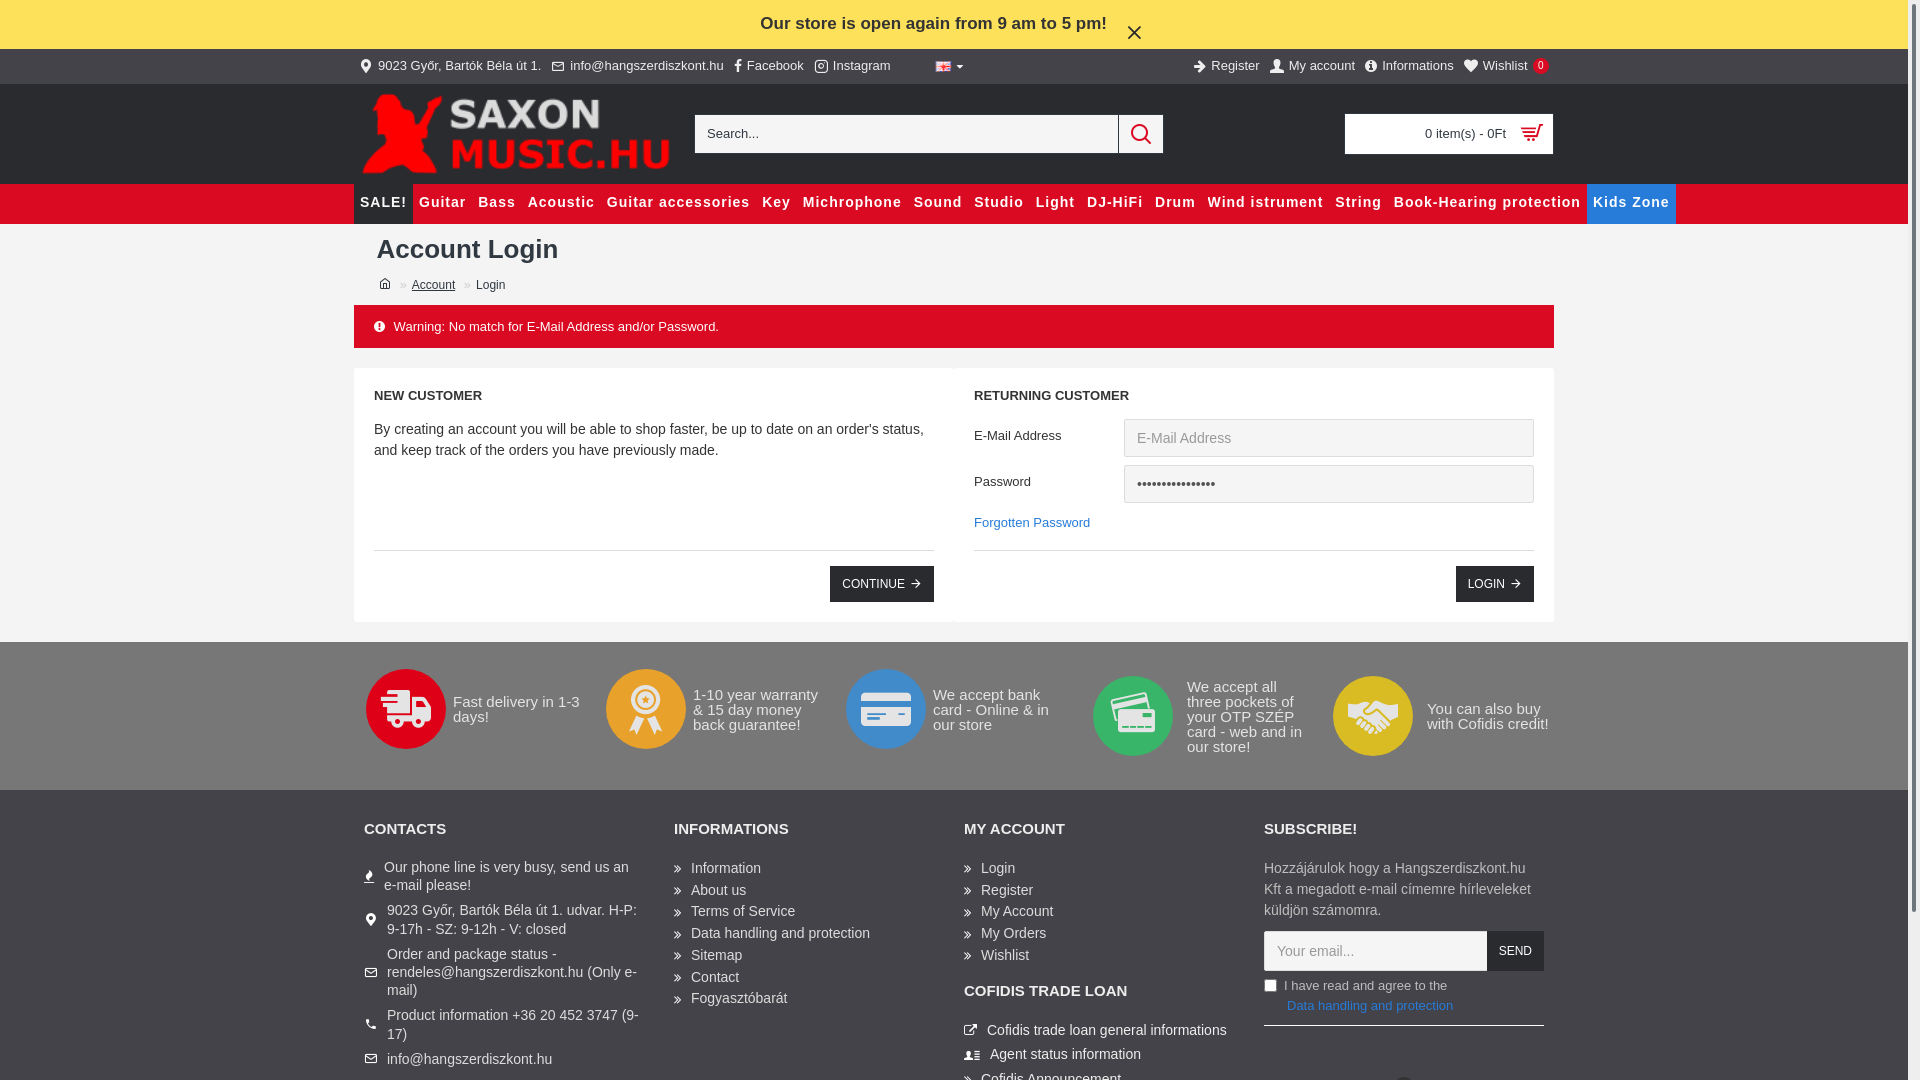 Our store is open again from 9 am to 5 pm!
9023 Győr, Bartók Béla út 1.
info@hangszerdiszkont.hu
Facebook
Instagram
Register
My account
Informations
Wishlist 0
SAXON
MUSIC.HU
Search...
0 item(s) - 0Ft
SALE! Guitar Bass Acoustic Guitar accessories Key Michrophone Sound Studio Light DJ-HiFi Drum Wind istrument String Book-Hearing protection Kids Zone
Account Login
» Account » Login
Warning: No match for E-Mail Address and/or Password.
NEW CUSTOMER
By creating an account you will be able to shop faster, be up to date on an order's status,
and keep track of the orders you have previously made.
CONTINUE
RETURNING CUSTOMER
E-Mail Address
E-Mail Address
Password
••••••••••••••••
Forgotten Password
LOGIN
Fast delivery in 1-3
days!
1-10 year warranty
& 15 day money
back guarantee!
We accept bank
card - Online & in
our store
We accept all
three pockets of
your OTP SZÉP
card - web and in
our store!
You can also buy
with Cofidis credit!
CONTACTS
Our phone line is very busy, send us an
e-mail please!
9023 Győr, Bartók Béla út 1. udvar. H-P:
9-17h - SZ: 9-12h - V: closed
Order and package status -
rendeles@hangszerdiszkont.hu (Only e-
mail)
Product information +36 20 452 3747 (9-
17)
info@hangszerdiszkont.hu
INFORMATIONS
Information
About us
Terms of Service
Data handling and protection
Sitemap
Contact
Fogyasztóbarát
MY ACCOUNT
Login
Register
My Account
My Orders
Wishlist
COFIDIS TRADE LOAN
Cofidis trade loan general informations
Agent status information
Cofidis Announcement
SUBSCRIBE!
Hozzájárulok hogy a Hangszerdiszkont.hu
Kft a megadott e-mail címemre hírleveleket
küldjön számomra.
Your email...
SEND
I have read and agree to the
Data handling and protection